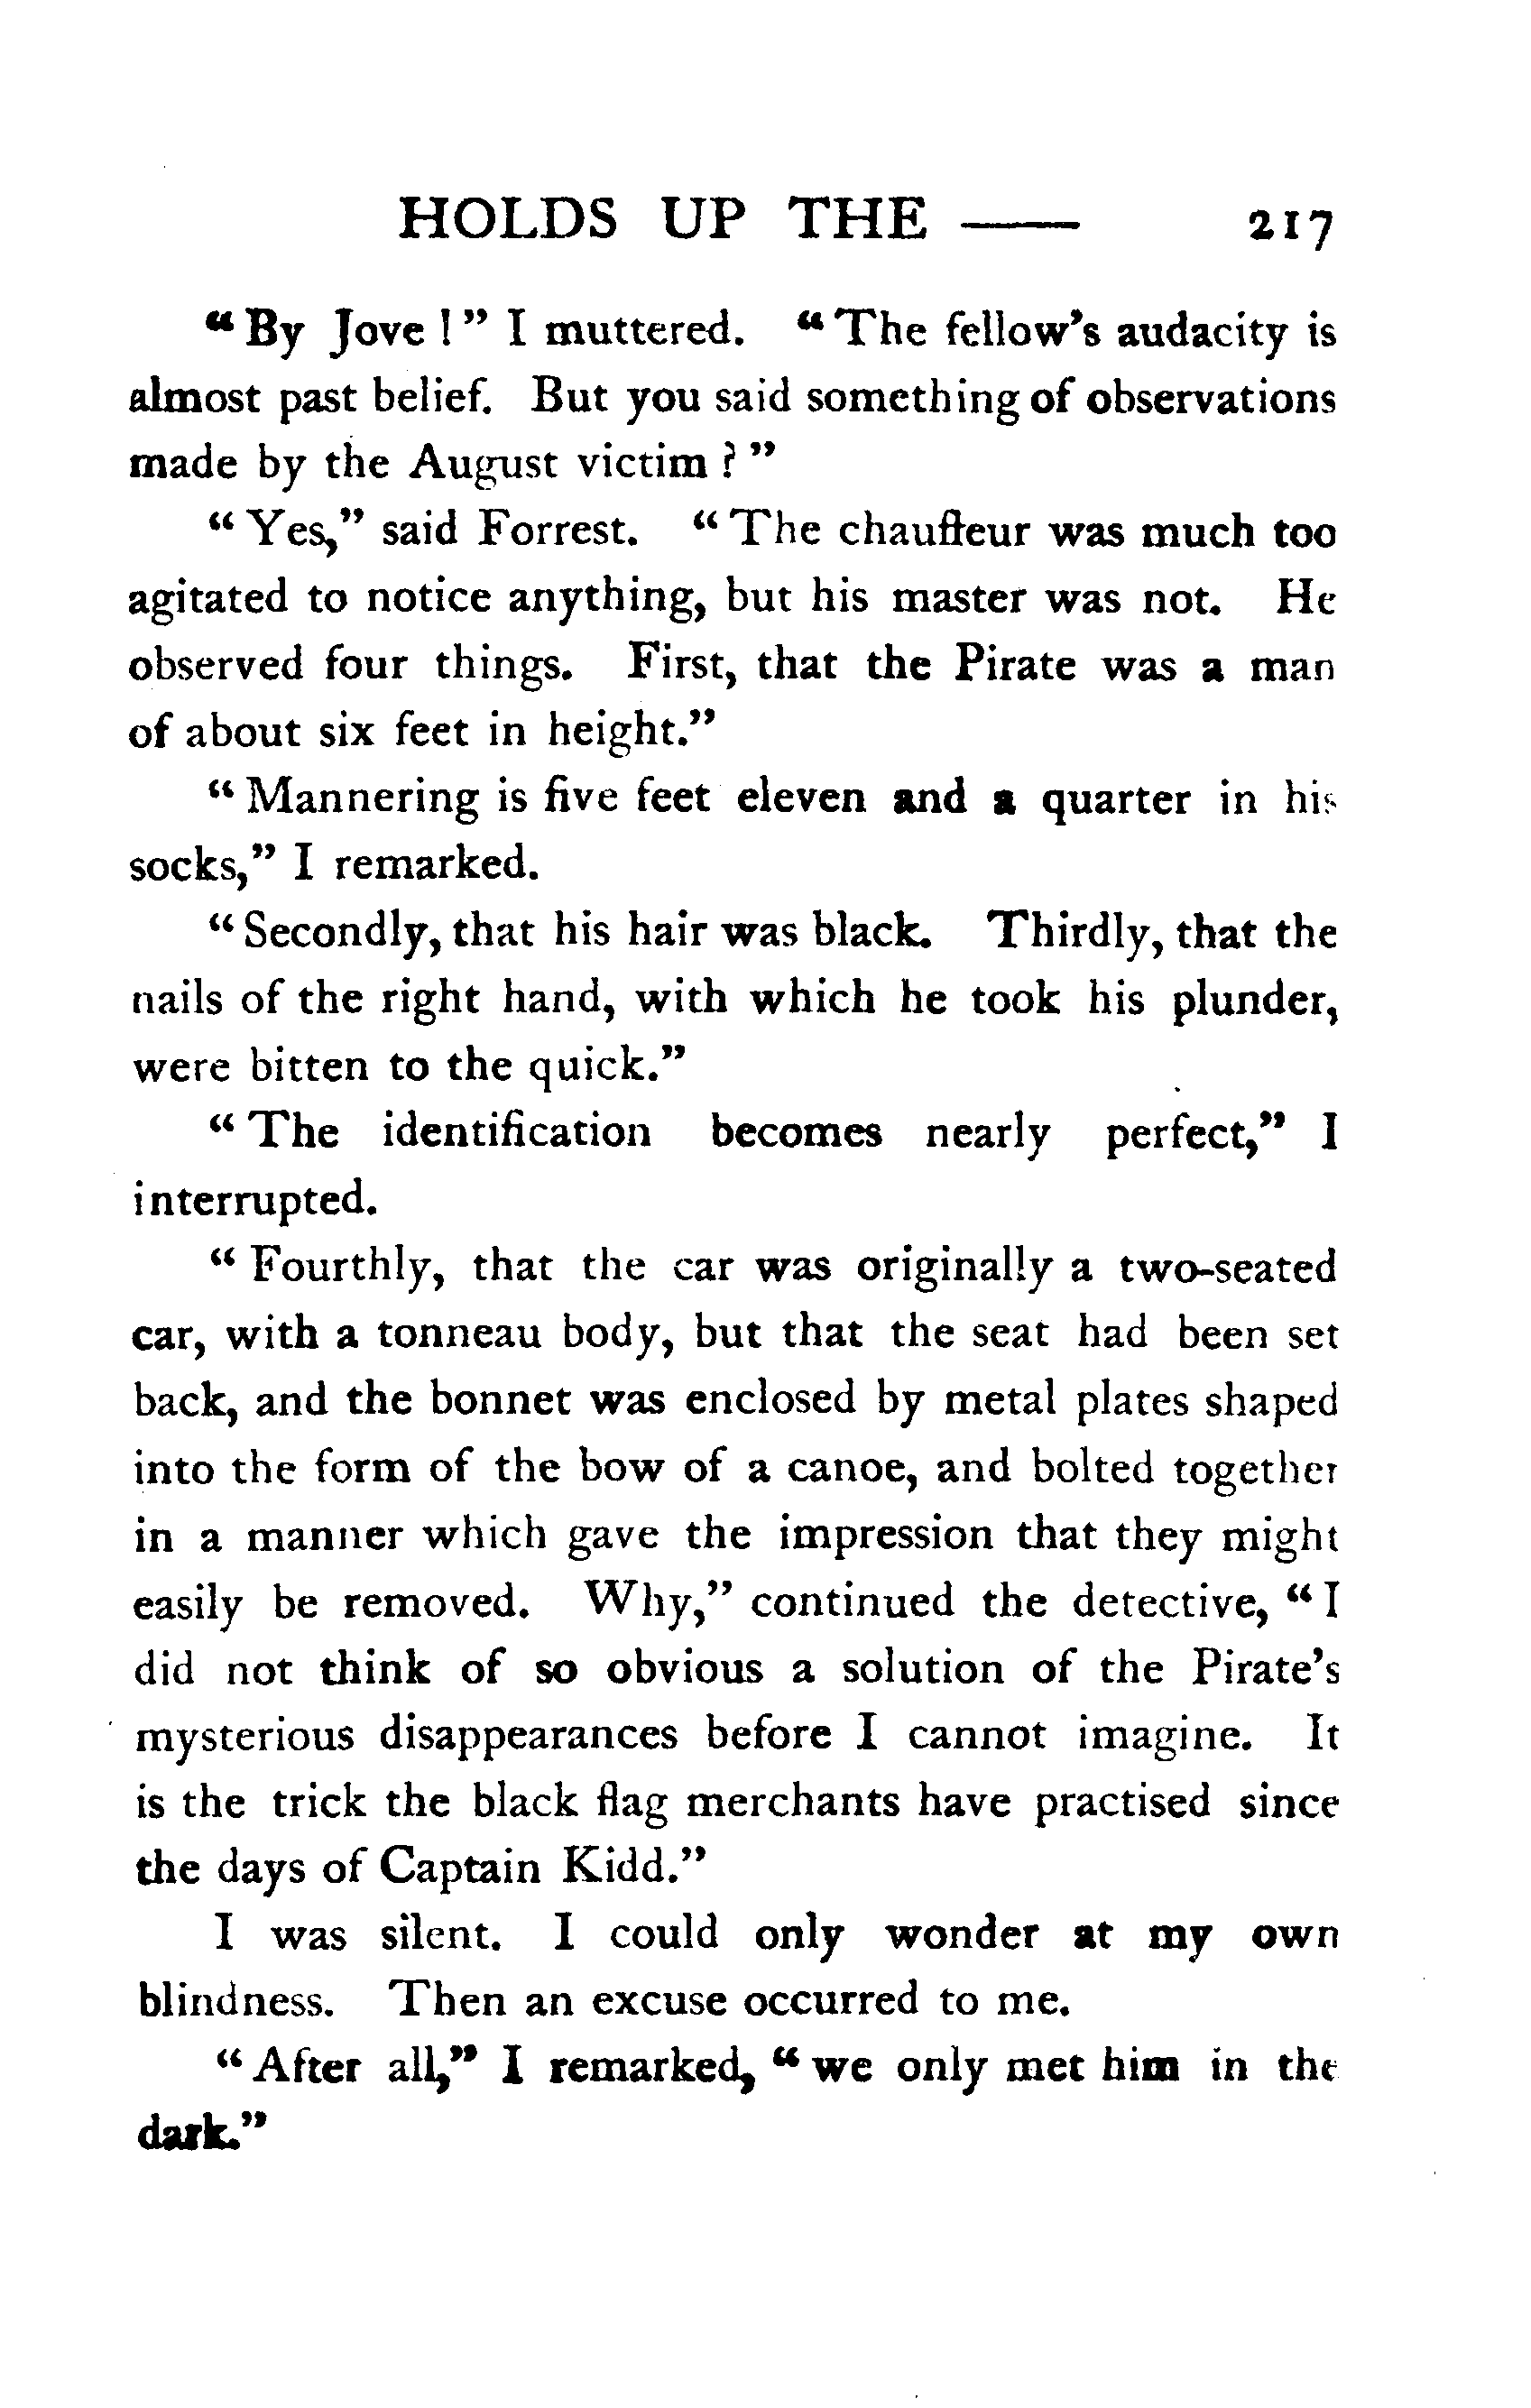 HOLDS UP THE —— 217
“ By Jove ! ” I muttered. “ The fellow’s audacity is
almost past belief. But you said something of observations
made by the August victim ? ”
“ Yes,” said Forrest. “ The chauffeur was much too
agitated to notice anything, but his master was not. He
observed four things. First, that the Pirate was a man
of about six feet in height.”
“ Mannering is five feet eleven and a quarter in his
socks,” I remarked.
“ Secondly, that his hair was black. Thirdly, that the
nails of the right hand, with which he took his plunder,
were bitten to the quick.”
“ The identification becomes nearly perfect,” I
interrupted.
“ Fourthly, that the car was originally a two-seated
car, with a tonneau body, but that the seat had been set
back, and the bonnet was enclosed by metal plates shaped
into the form of the bow of a canoe, and bolted together
in a manner which gave the impression that they might
easily be removed. Why,” continued the detective, “ I
did not think of so obvious a solution of the Pirate’s
mysterious disappearances before I cannot imagine. It
is the trick the black flag merchants have practised since
the days of Captain Kidd.”
I was silent. I could only wonder at my own
blindness. Then an excuse occurred to me.
“ After all,” I remarked, “ we only met him in the
dark.”